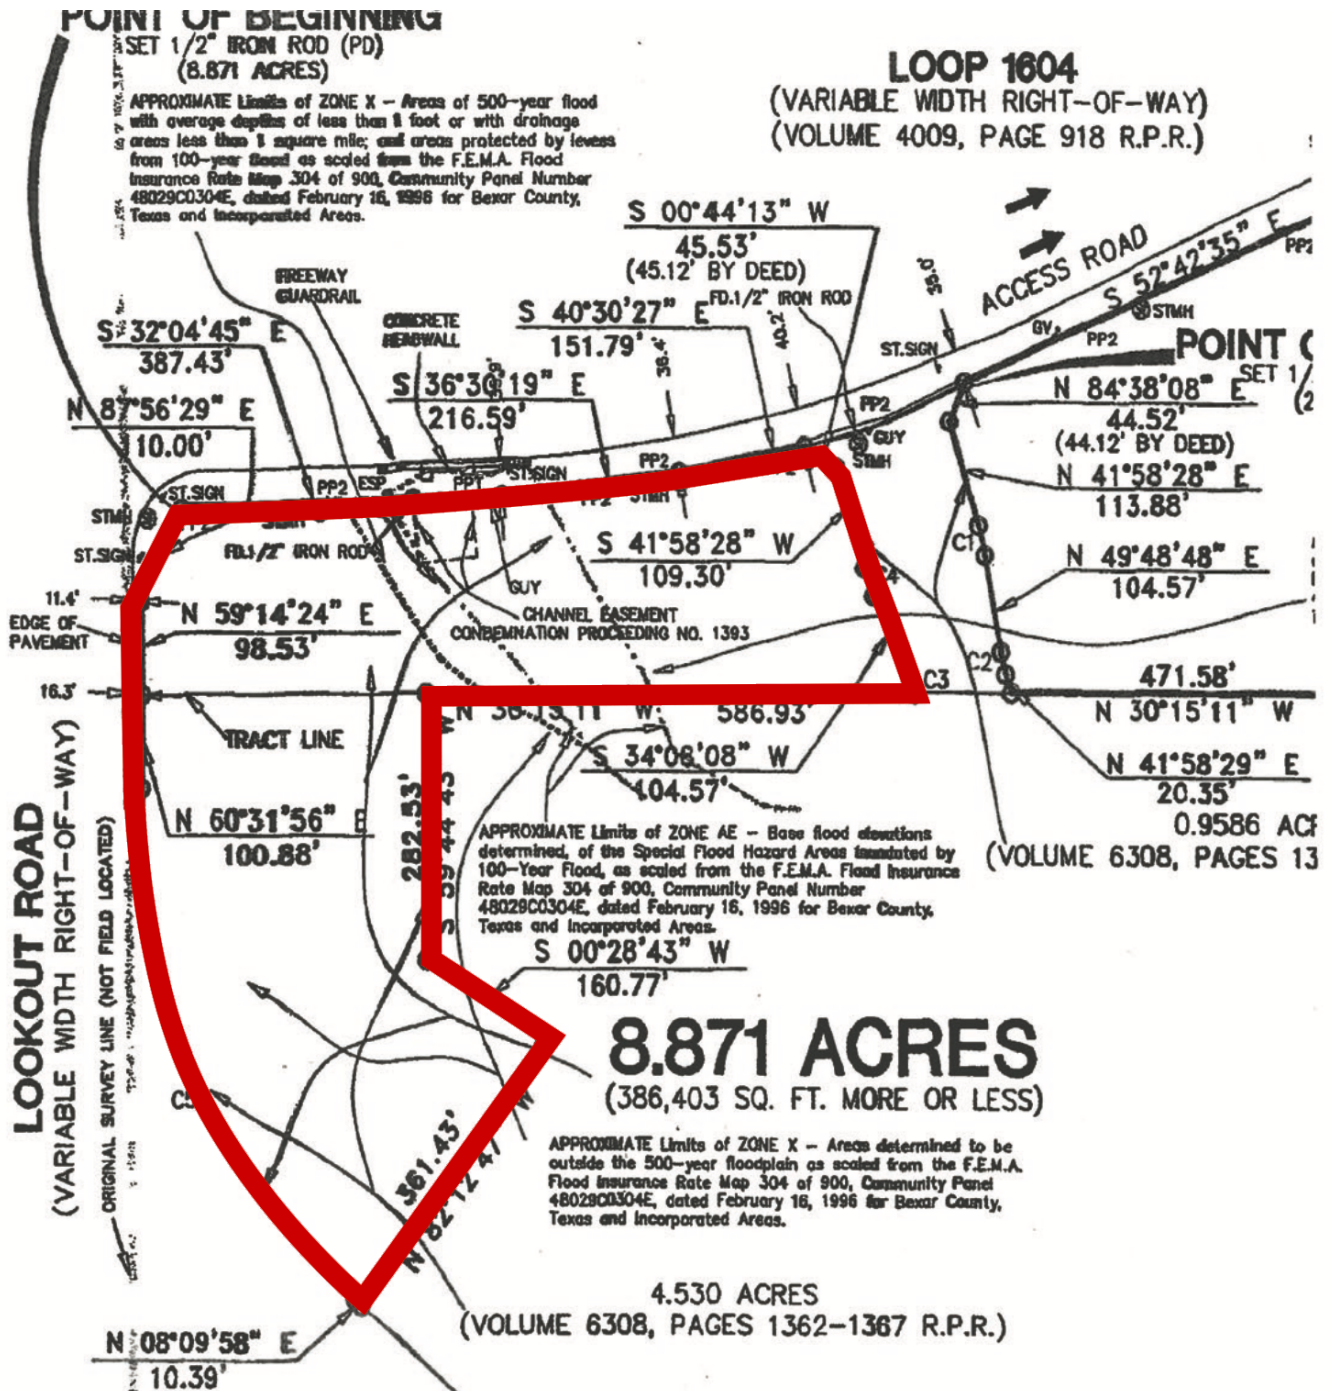 POINT OF BEGINNING
SET 1/2" IRON ROD (PD)
(8.871 ACRES)
APPROXIMATE Limits of ZONE X - Areas of 500-year flood
with average depths of less than 1 foot or with drainage
areas less than 1 square mile; and areas protected by levees
from 100-year flood as scaled from the F.E.M.A. Flood
Insurance Rate Map 304 of 900, Community Panel Number
48029C0304E, dated February 16, 1996 for Bexar County,
Texas and Incorporated Areas.
LOOP 1604
(VARIABLE WIDTH RIGHT-OF-WAY)
(VOLUME 4009, PAGE 918 R.P.R.)
S 00°44'13" W
45.53'
(45.12' BY DEED)
FD.1/2" IRON ROD
ACCESS ROAD
S 52°42'35" E
PP2
STMH
GV
PP2
35.0'
40.2'
36.4'
ST.SIGN
FREEWAY
GUARDRAIL
CONCRETE
HEADWALL
S 40°30'27" E
151.79'
S 32°04'45" E
387.43'
S 36°30'19" E
216.59'
N 87°56'29" E
10.00'
POINT
SET
N 84°38'08" E
44.52'
(44.12' BY DEED)
PP2
GUY
STMH
N 41°58'28" E
113.88'
ST.SIGN
PP2
ESP
PPT
ST.SIGN
PP2
PP2
STMH
STMH
ST.SIGN
FD.1/2" IRON ROD
GUY
S 41°58'28" W
109.30'
C4
C1
N 49°48'48" E
104.57'
11.4'
EDGE OF
PAVEMENT
N 59°14'24" E
98.53'
CHANNEL EASEMENT
CONDEMNATION PROCEEDING NO. 1393
16.3'
C2
C3
471.58'
N 30°15'11" W
586.93'
TRACT LINE
S 34°08'08" W
104.57'
N 41°58'29" E
20.35'
0.9586
(VOLUME 6308, PAGES
N 60°31'56" E
100.88'
282.53'
APPROXIMATE Limits of ZONE AE - Base flood elevations
determined, of the Special Flood Hazard Areas inundated by
100-Year Flood, as scaled from the F.E.M.A. Flood Insurance
Rate Map 304 of 900, Community Panel Number
48029C0304E, dated February 16, 1996 for Bexar County,
Texas and Incorporated Areas.
S 00°28'43" W
160.77'
LOOKOUT ROAD
(VARIABLE WIDTH RIGHT-OF-WAY)
ORIGINAL SURVEY LINE (NOT FIELD LOCATED)
8.871 ACRES
(386,403 SQ. FT. MORE OR LESS)
C5
361.43'
N 82°12'47" W
APPROXIMATE Limits of ZONE X - Areas determined to be
outside the 500-year floodplain as scaled from the F.E.M.A.
Flood Insurance Rate Map 304 of 900, Community Panel
48029C0304E, dated February 16, 1996 for Bexar County,
Texas and Incorporated Areas.
4.530 ACRES
(VOLUME 6308, PAGES 1362-1367 R.P.R.)
N 08°09'58" E
10.39'